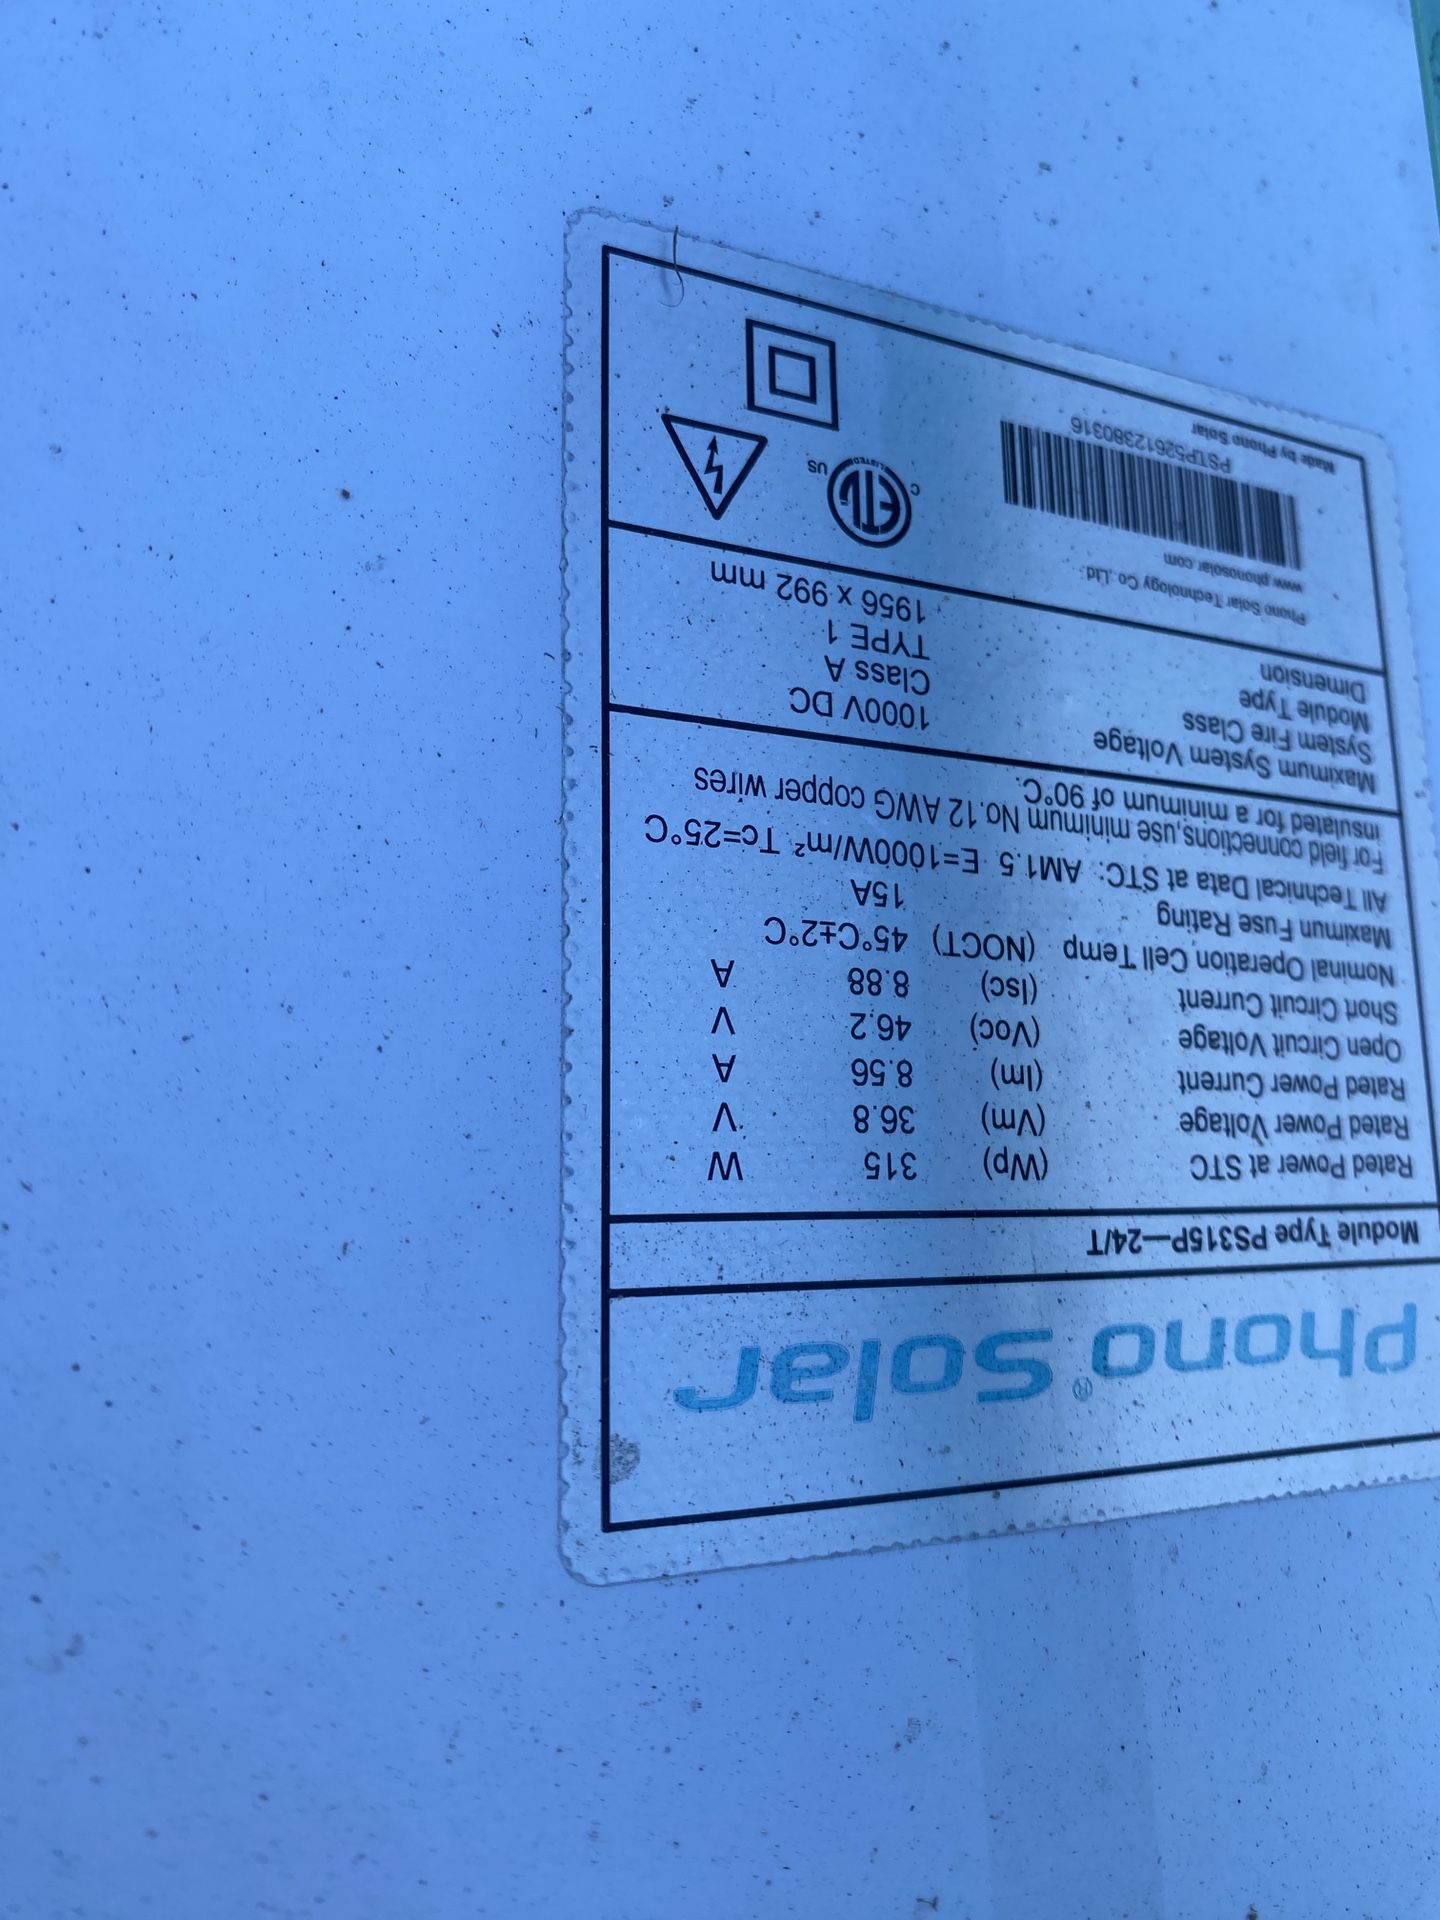 Phono Solar®
Module Type PS315P—24/T
Rated Power at STC (Wp) 315 W
Rated Power Voltage (Vm) 36.8 V
Rated Power Current (Im) 8.56 A
Open Circuit Voltage (Voc) 46.2 V
Short Circuit Current (Isc) 8.88 A
Nominal Operation Cell Temp (NOCT) 45°C±2°C
Maximun Fuse Rating 15A
All Technical Data at STC: AM1.5 E=1000W/m² Tc=25°C
For field connections,use minimum No.12 AWG copper wires
insulated for a minimum of 90°C.
Maximum System Voltage 1000V DC
System Fire Class Class A
Module Type TYPE 1
Dimension 1956 x 992 mm
Phono Solar Technology Co.,Ltd.
www.phonosolar.com
PSTP52612380316
Made by Phono Solar
C ETL US
LISTED